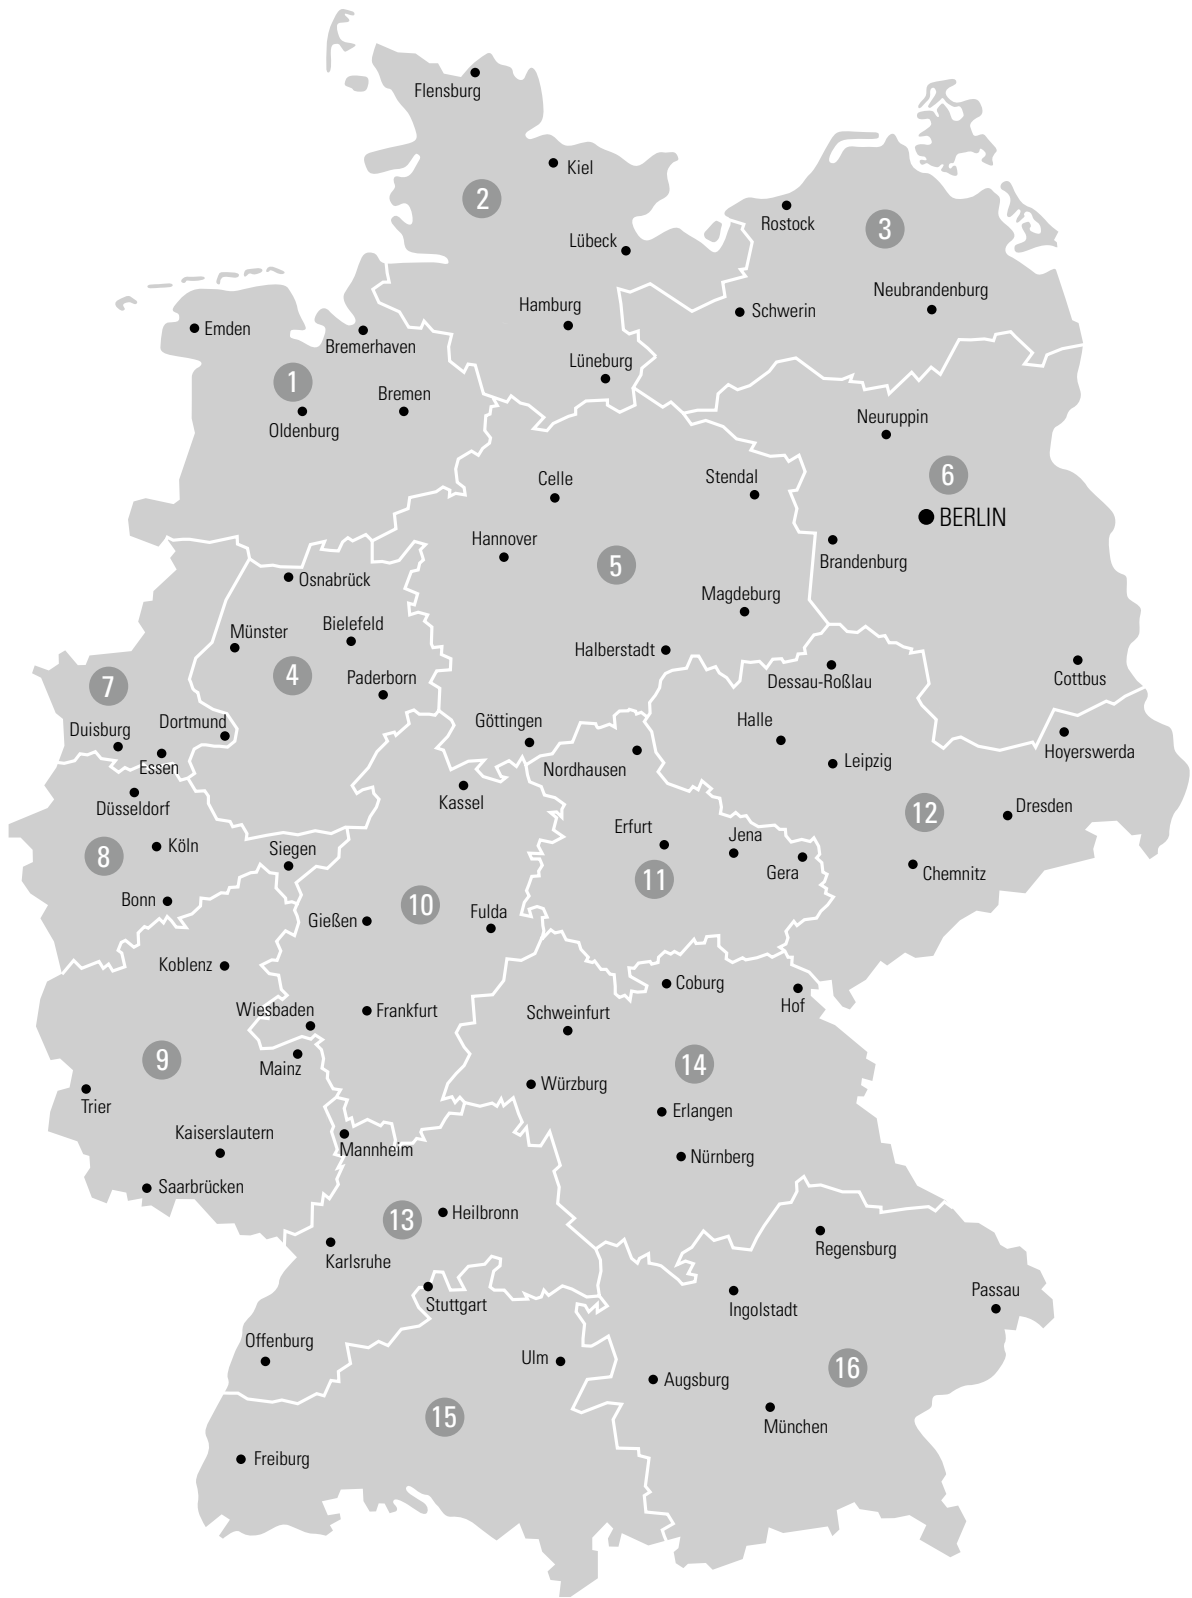 Flensburg
Kiel
2
Rostock
3
Lübeck
Neubrandenburg
Hamburg
Schwerin
Emden
Bremerhaven
Lüneburg
1
Bremen
Oldenburg
Neuruppin
Celle
Stendal
6
BERLIN
Hannover
Brandenburg
5
Osnabrück
Magdeburg
Münster
Bielefeld
Halberstadt
4
Paderborn
7
Dessau-Roßlau
Cottbus
Duisburg
Dortmund
Göttingen
Halle
Hoyerswerda
Essen
Nordhausen
Leipzig
Düsseldorf
Kassel
12
Dresden
Köln
8
Siegen
Erfurt
Jena
Gera
Chemnitz
11
Bonn
10
Gießen
Fulda
Koblenz
Coburg
Hof
Wiesbaden
Frankfurt
Schweinfurt
9
Mainz
14
Trier
Würzburg
Erlangen
Kaiserslautern
Mannheim
Nürnberg
Saarbrücken
13
Heilbronn
Karlsruhe
Regensburg
Stuttgart
Ingolstadt
Passau
Offenburg
Ulm
16
Augsburg
15
München
Freiburg